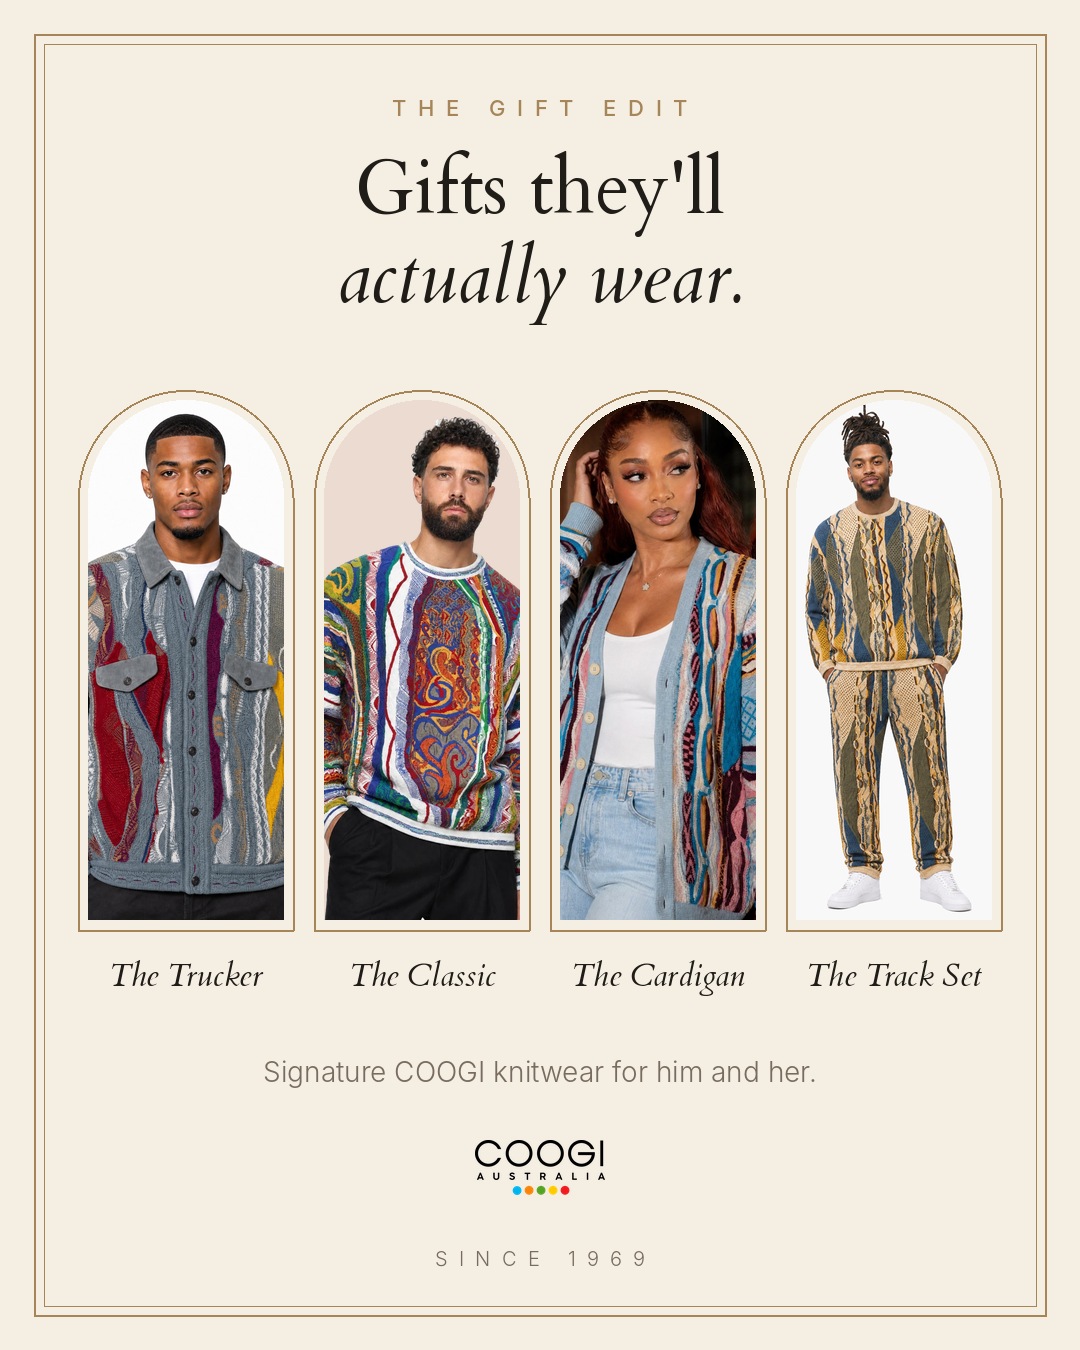 THE GIFT EDIT
Gifts they'll
actually wear.
The Trucker
The Classic
The Cardigan
The Track Set
Signature COOGI knitwear for him and her.
COOGI
AUSTRALIA
SINCE 1969